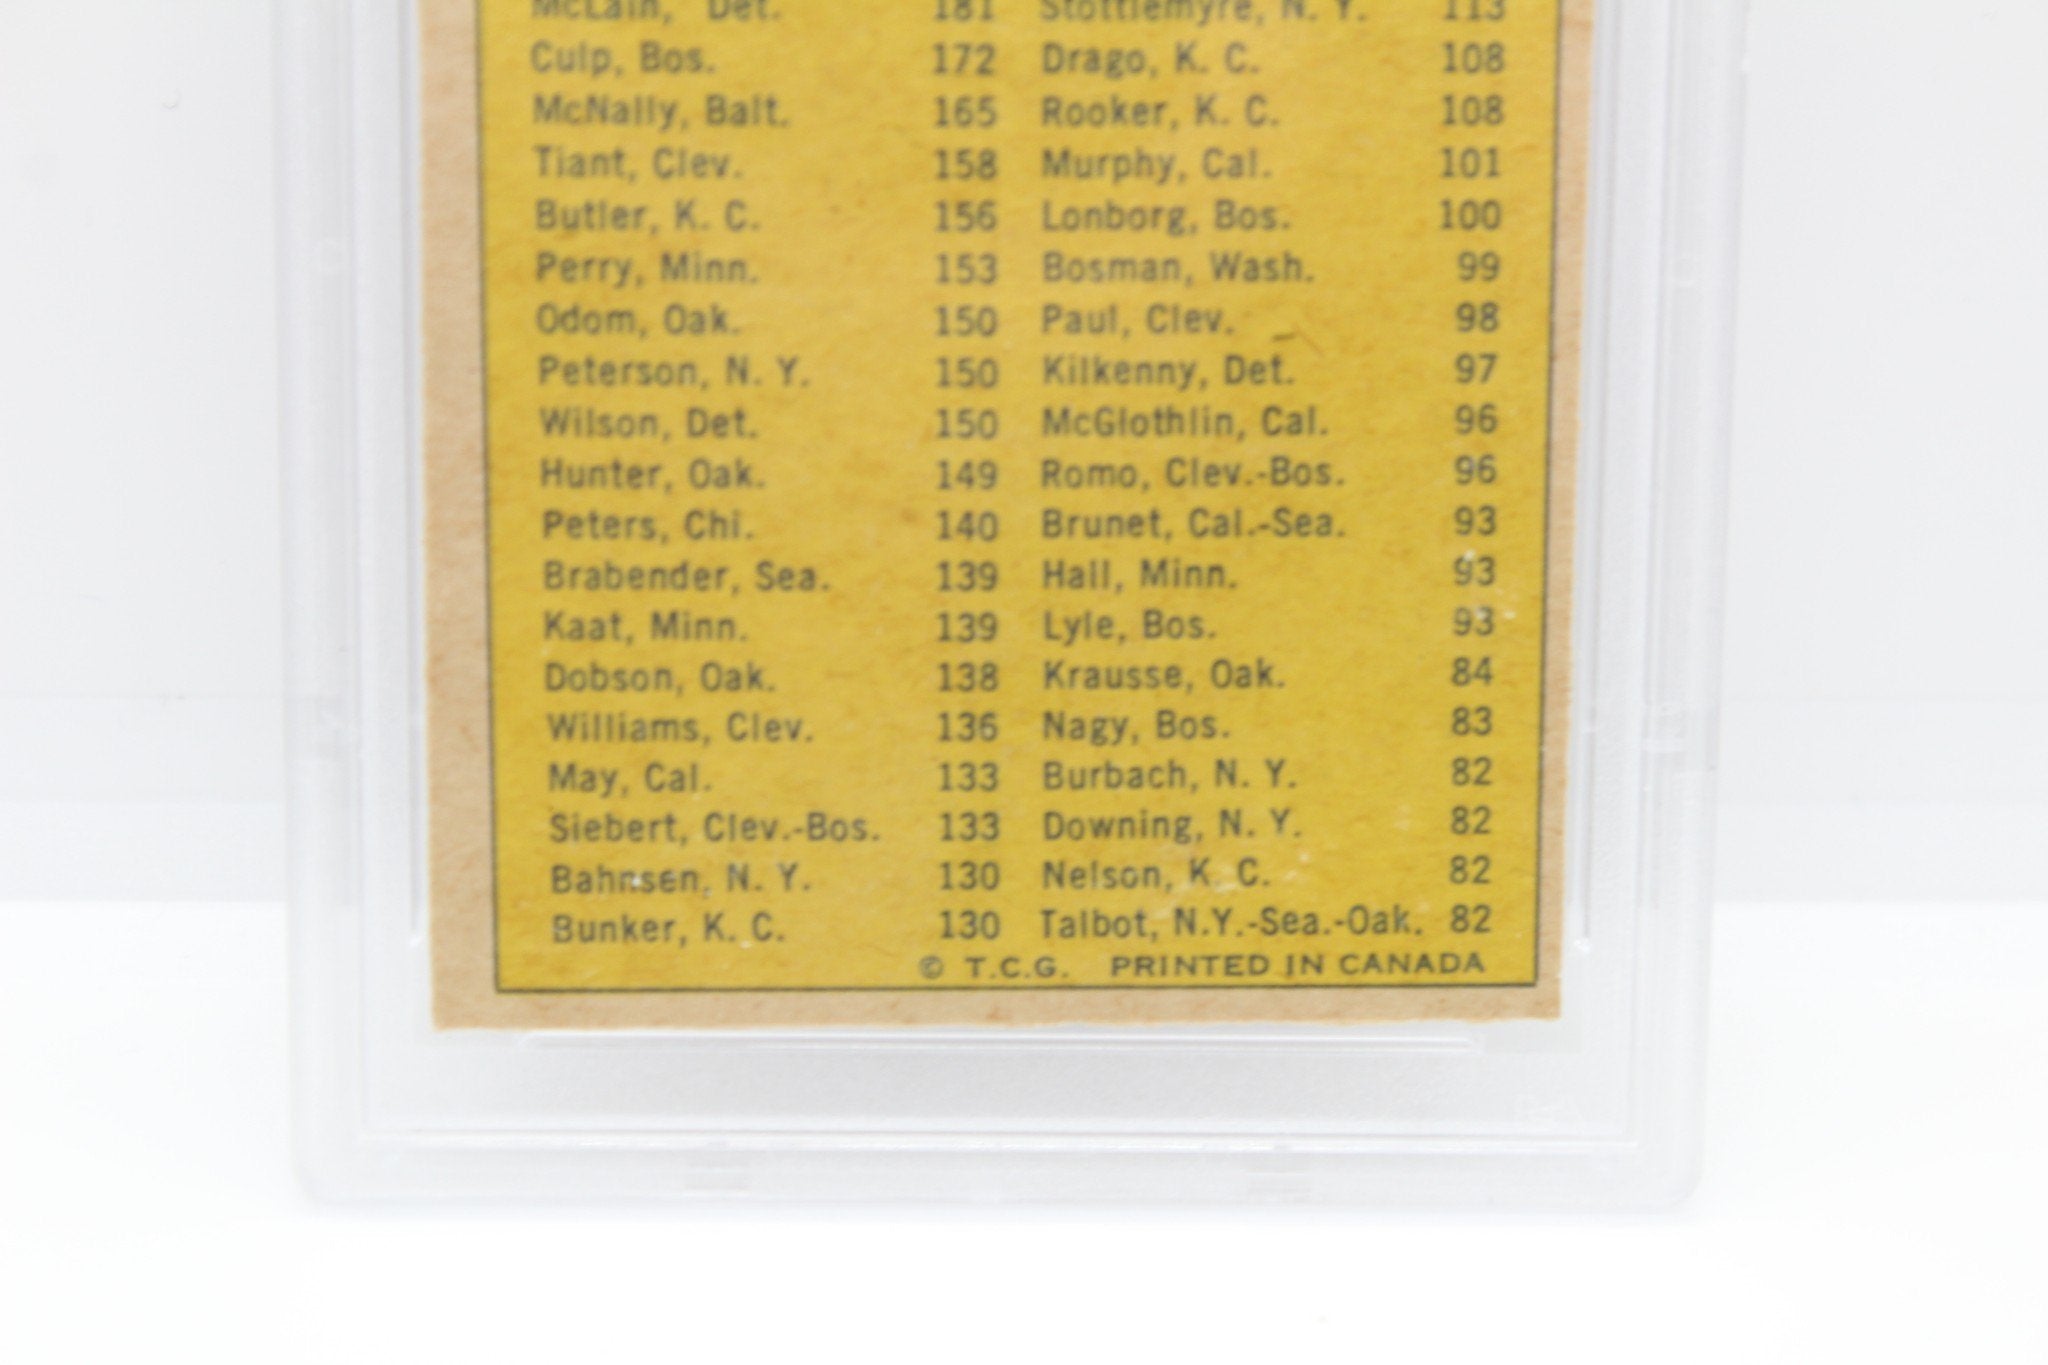 McLain, Det. 181 Stottlemyre, N. Y. 113
Culp, Bos. 172 Drago, K. C. 108
McNally, Balt. 165 Rooker, K. C. 108
Tiant, Clev. 158 Murphy, Cal. 101
Butler, K. C. 156 Lonborg, Bos. 100
Perry, Minn. 153 Bosman, Wash. 99
Odom, Oak. 150 Paul, Clev. 98
Peterson, N. Y. 150 Kilkenny, Det. 97
Wilson, Det. 150 McGlothlin, Cal. 96
Hunter, Oak. 149 Romo, Clev.-Bos. 96
Peters, Chi. 140 Brunet, Cal.-Sea. 93
Brabender, Sea. 139 Hall, Minn. 93
Kaat, Minn. 139 Lyle, Bos. 93
Dobson, Oak. 138 Krausse, Oak. 84
Williams, Clev. 136 Nagy, Bos. 83
May, Cal. 133 Burbach, N. Y. 82
Siebert, Clev.-Bos. 133 Downing, N. Y. 82
Bahnsen, N. Y. 130 Nelson, K. C. 82
Bunker, K. C. 130 Talbot, N.Y.-Sea.-Oak. 82
© T.C.G. PRINTED IN CANADA